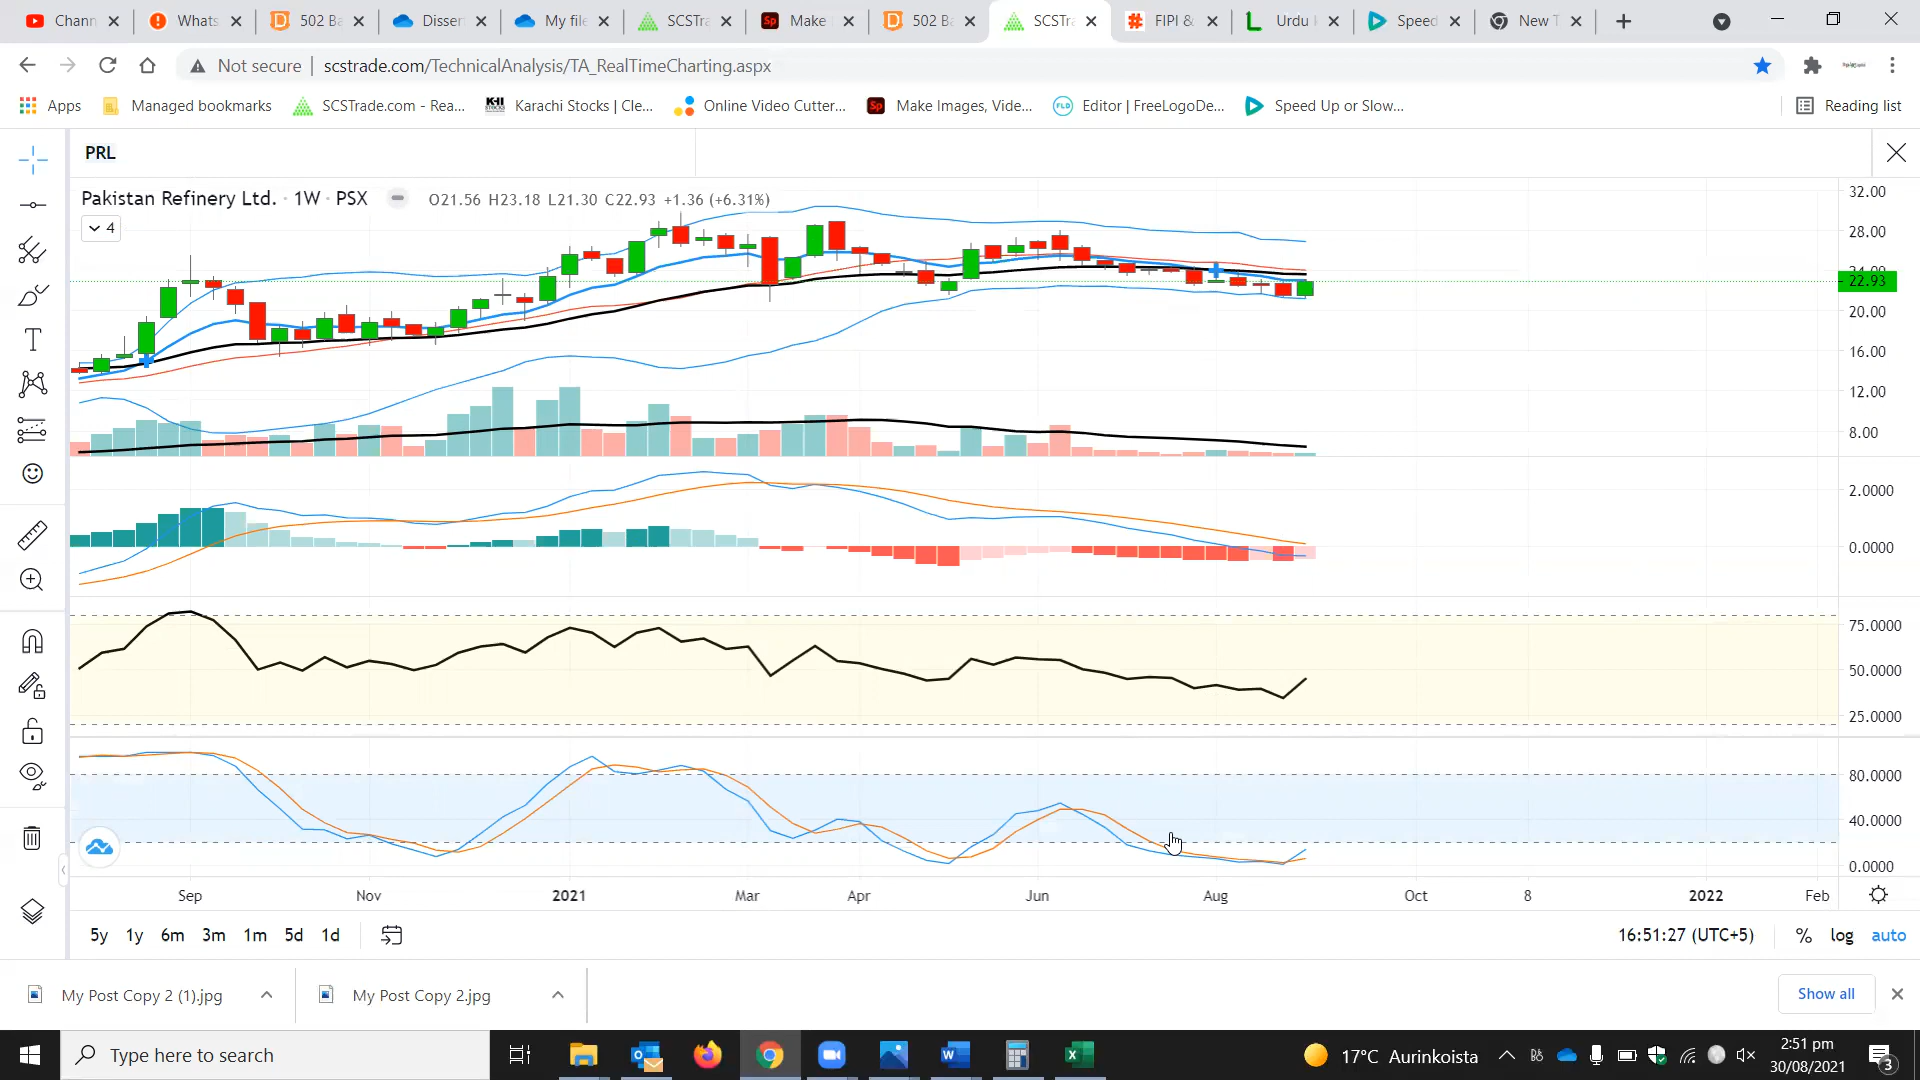 Chann
Whats
502 Ba
Disser
My file
SCSTra
Make
502 Ba
SCSTra
FIPI &
Urdu
Speed
New T
Not secure
scstrade.com/TechnicalAnalysis/TA_RealTimeCharting.aspx
Apps
Managed bookmarks
SCSTrade.com - Rea...
Karachi Stocks | Cle...
Online Video Cutter...
Make Images, Vide...
Editor | FreeLogoDe...
Speed Up or Slow...
Reading list
PRL
Pakistan Refinery Ltd. · 1W · PSX
O21.56 H23.18 L21.30 C22.93 +1.36 (+6.31%)
4
32.00
28.00
24.00
22.93
20.00
16.00
12.00
8.00
2.0000
0.0000
75.0000
50.0000
25.0000
80.0000
40.0000
0.0000
Sep
Nov
2021
Mar
Apr
Jun
Aug
Oct
8
2022
Feb
5y 1y 6m 3m 1m 5d 1d
16:51:27 (UTC+5)
%
log
auto
My Post Copy 2 (1).jpg
My Post Copy 2.jpg
Show all
Type here to search
17°C Aurinkoista
2:51 pm
30/08/2021
3